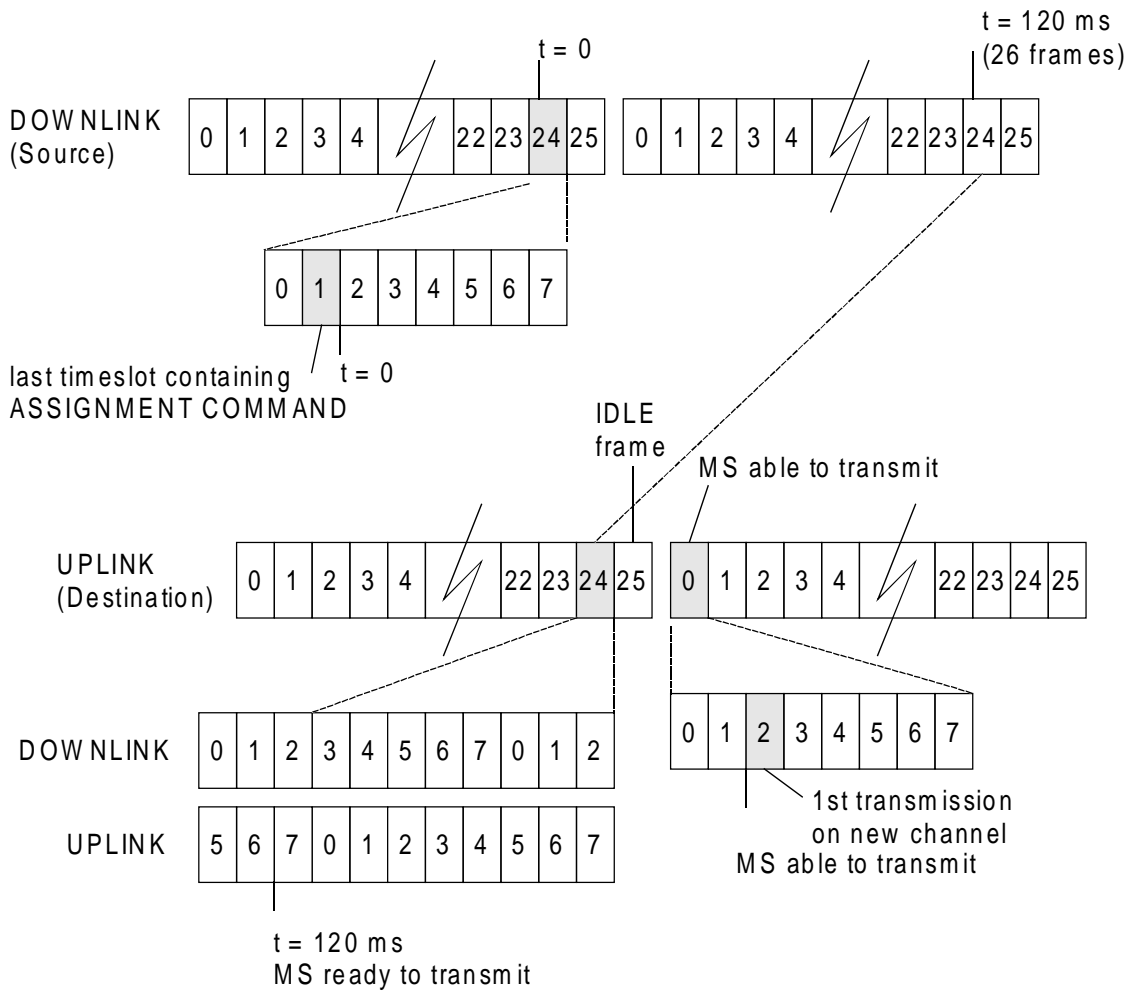 t = 120 ms
(26 frames)
t = 0
DOWNLINK
(Source)
0 1 2 3 4 22 23 24 25
0 1 2 3 4 22 23 24 25
0 1 2 3 4 5 6 7
last timeslot containing
ASSIGNMENT COMMAND
t = 0
IDLE
frame
MS able to transmit
UPLINK
(Destination)
0 1 2 3 4 22 23 24 25
0 1 2 3 4 22 23 24 25
DOWNLINK
0 1 2 3 4 5 6 7 0 1 2
0 1 2 3 4 5 6 7
1st transmission
on new channel
MS able to transmit
UPLINK
5 6 7 0 1 2 3 4 5 6 7
t = 120 ms
MS ready to transmit